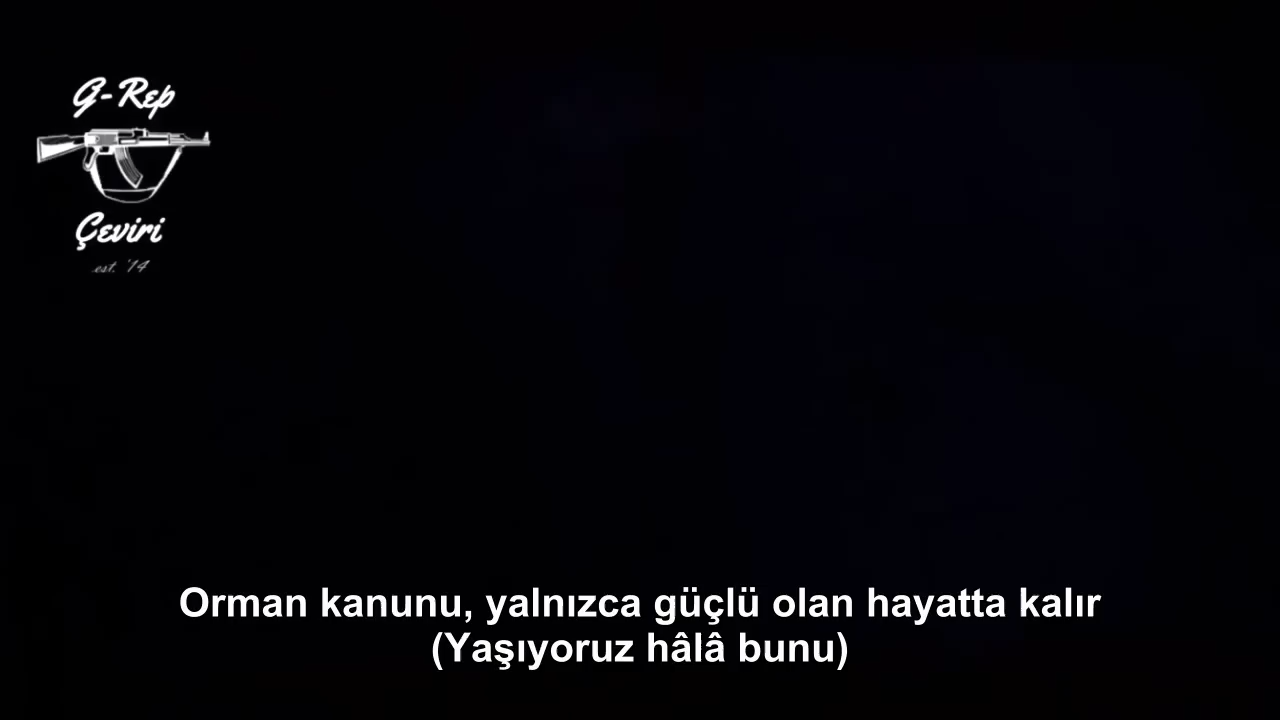 G-Rep
Çeviri
est. '14
Orman kanunu, yalnızca güçlü olan hayatta kalır
(Yaşıyoruz hâlâ bunu)